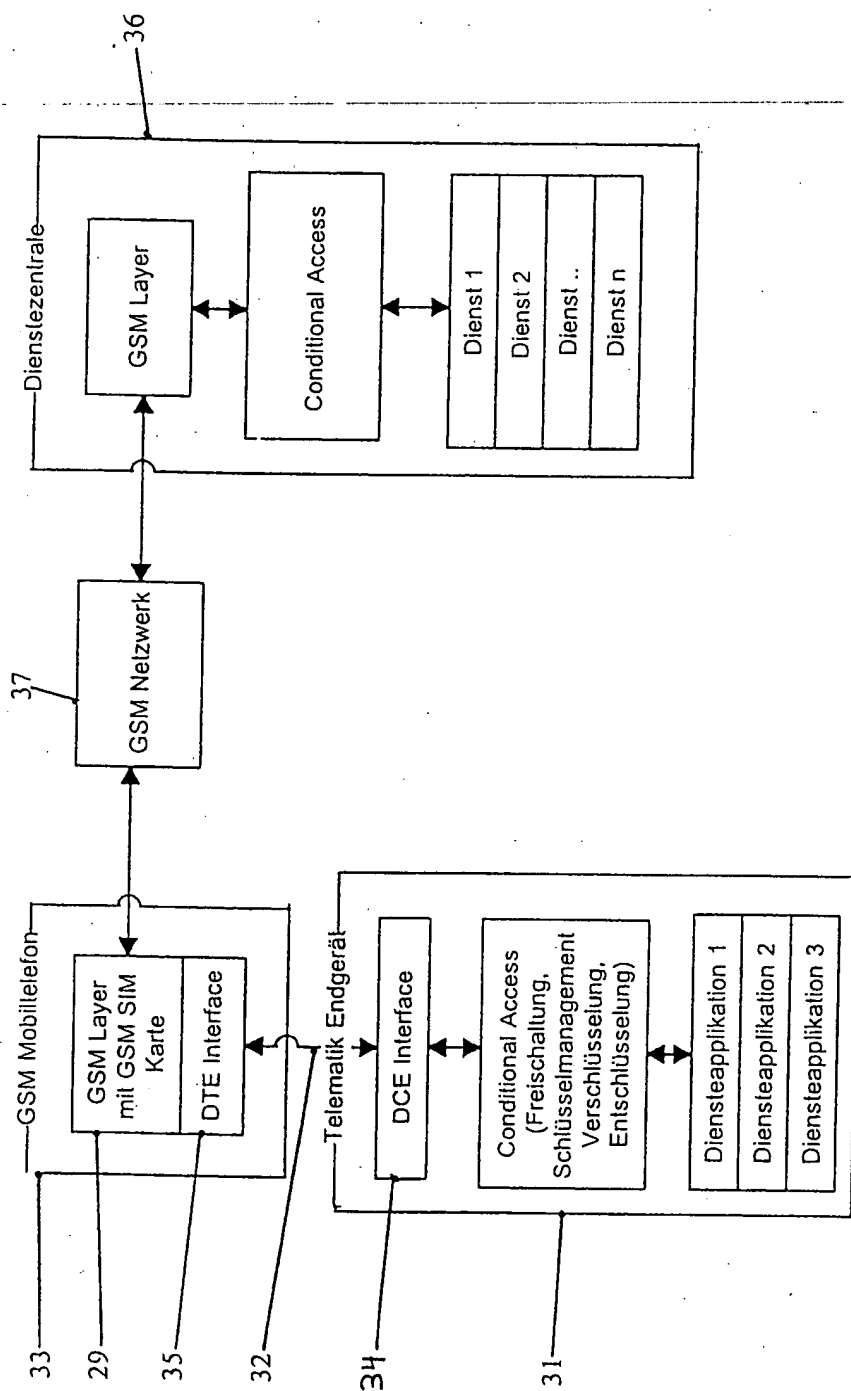 33
29
35
32
34
31
GSM Mobiltelefon
GSM Layer
mit GSM SIM
Karte
DTE Interface
Telematik Endgerät
DCE Interface
Conditional Access
(Freischaltung,
Schlüsselmanagement
Verschlüsselung,
Entschlüsselung)
Diensteapplikation 1
Diensteapplikation 2
Diensteapplikation 3
37
GSM Netzwerk
Dienstezentrale
GSM Layer
Conditional Access
Dienst 1
Dienst 2
Dienst ..
Dienst n
36